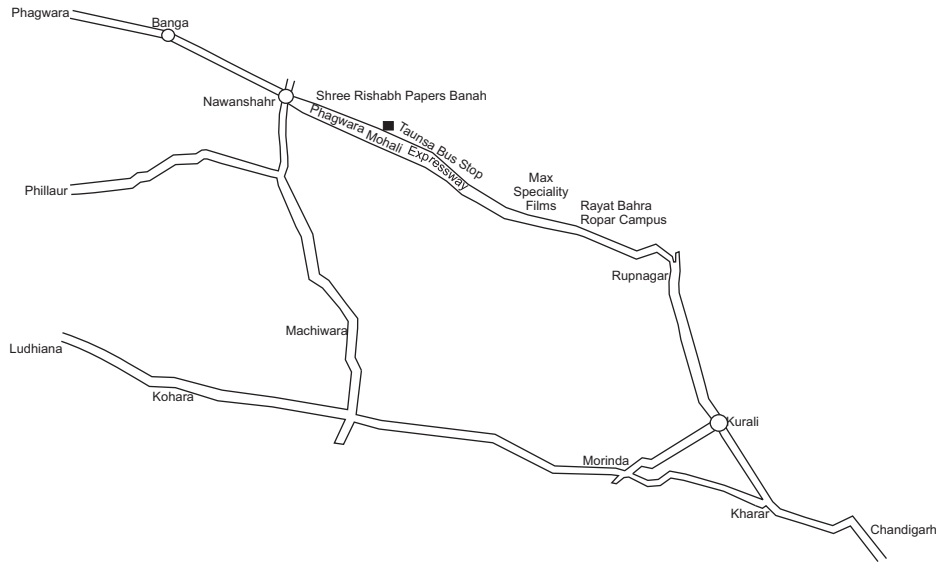 Phagwara
Banga
Nawanshahr
Shree Rishabh Papers Banah
Phagwara Mohali Expressway
Taunsa Bus Stop
Max
Speciality
Films
Rayat Bahra
Ropar Campus
Phillaur
Rupnagar
Machiwara
Ludhiana
Kohara
Kurali
Morinda
Kharar
Chandigarh